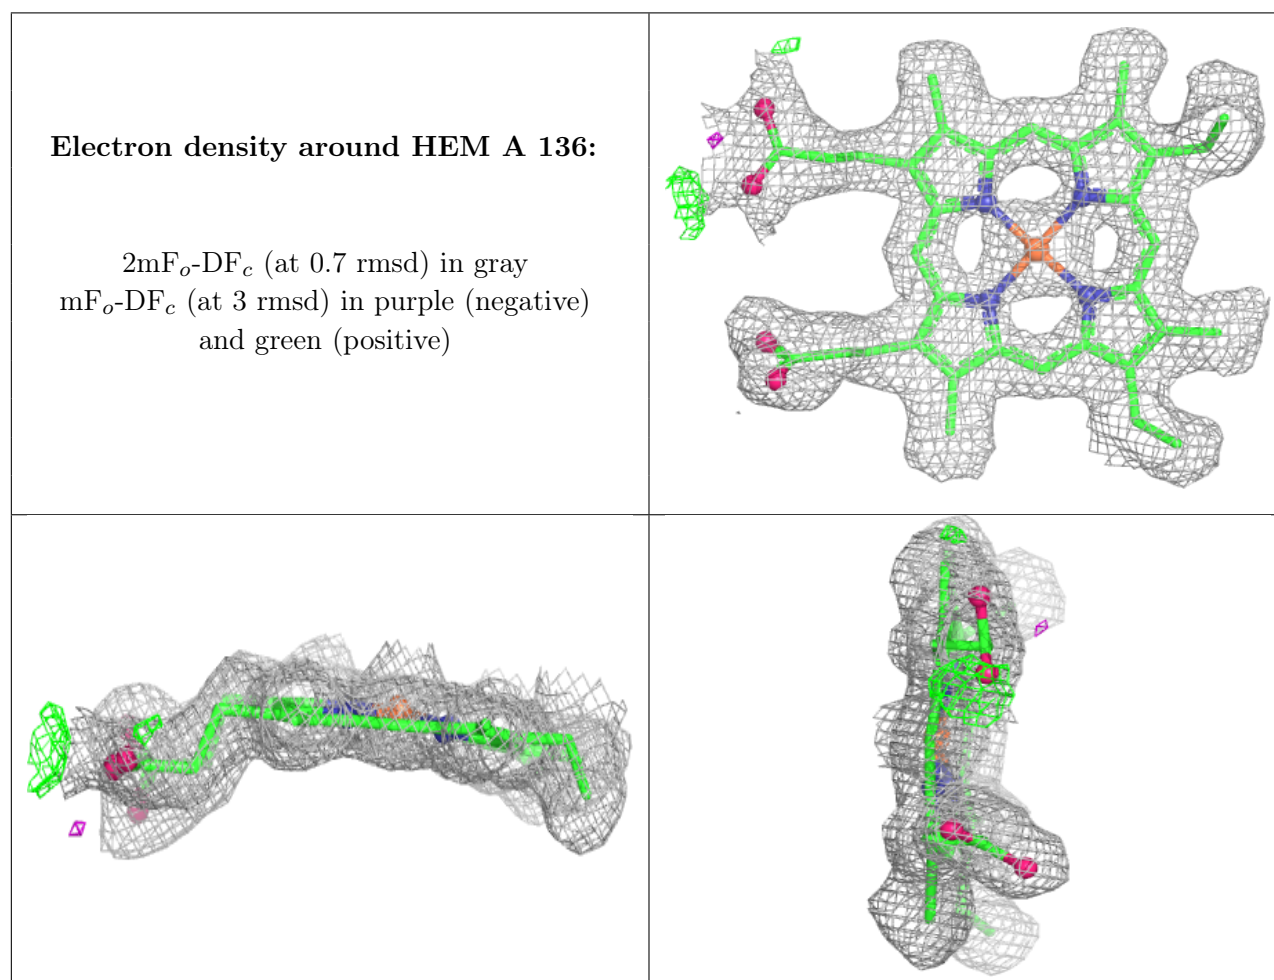 Electron density around HEM A 136:
2mFo-DFc (at 0.7 rmsd) in gray
mFo-DFc (at 3 rmsd) in purple (negative)
and green (positive)